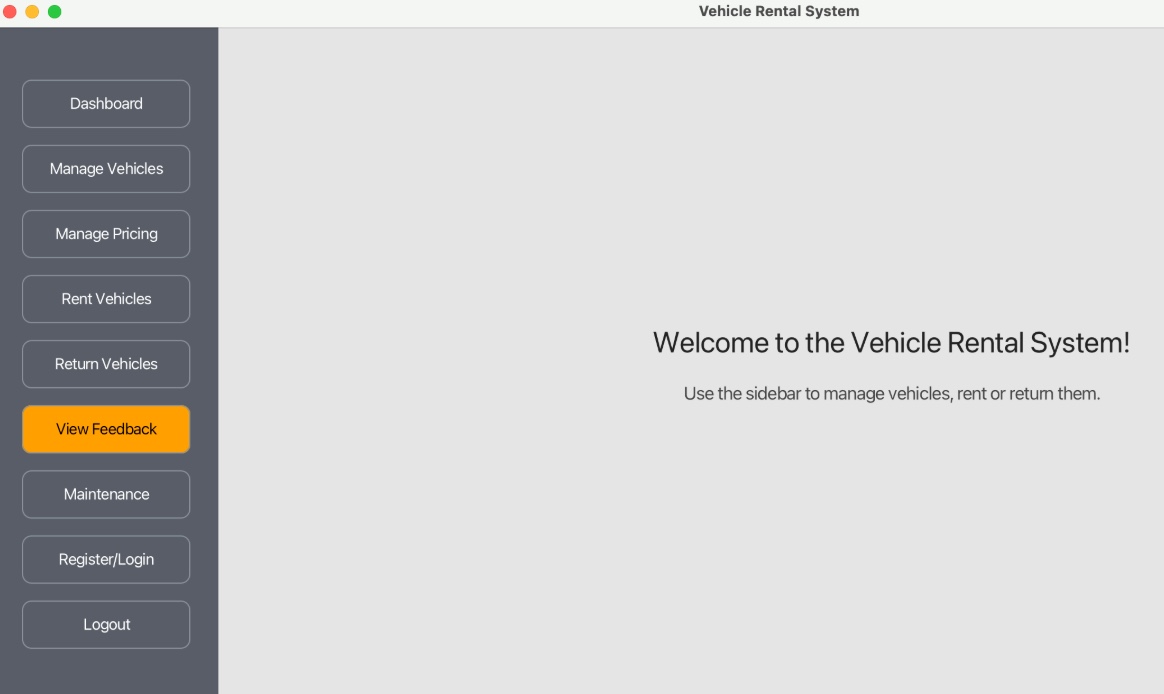 Vehicle Rental System
Dashboard
Manage Vehicles
Manage Pricing
Rent Vehicles
Return Vehicles
View Feedback
Maintenance
Register/Login
Logout
Welcome to the Vehicle Rental System!
Use the sidebar to manage vehicles, rent or return them.